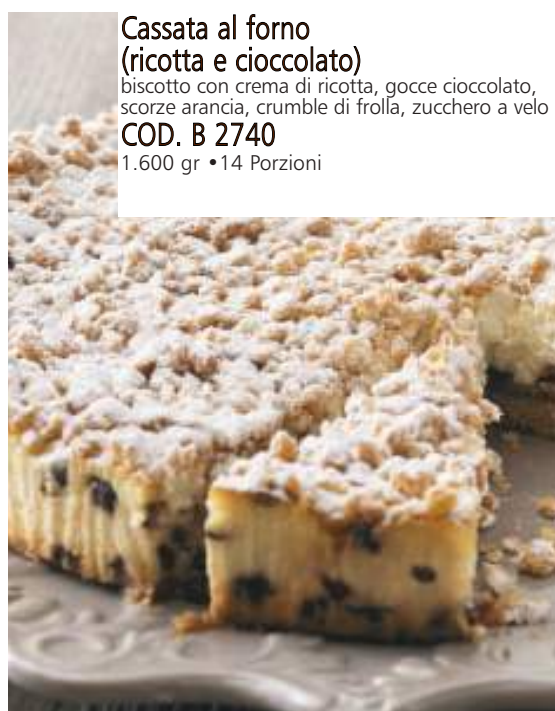 Cassata al forno
(ricotta e cioccolato)
biscotto con crema di ricotta, gocce cioccolato,
scorze arancia, crumble di frolla, zucchero a velo
COD. B 2740
1.600 gr •14 Porzioni